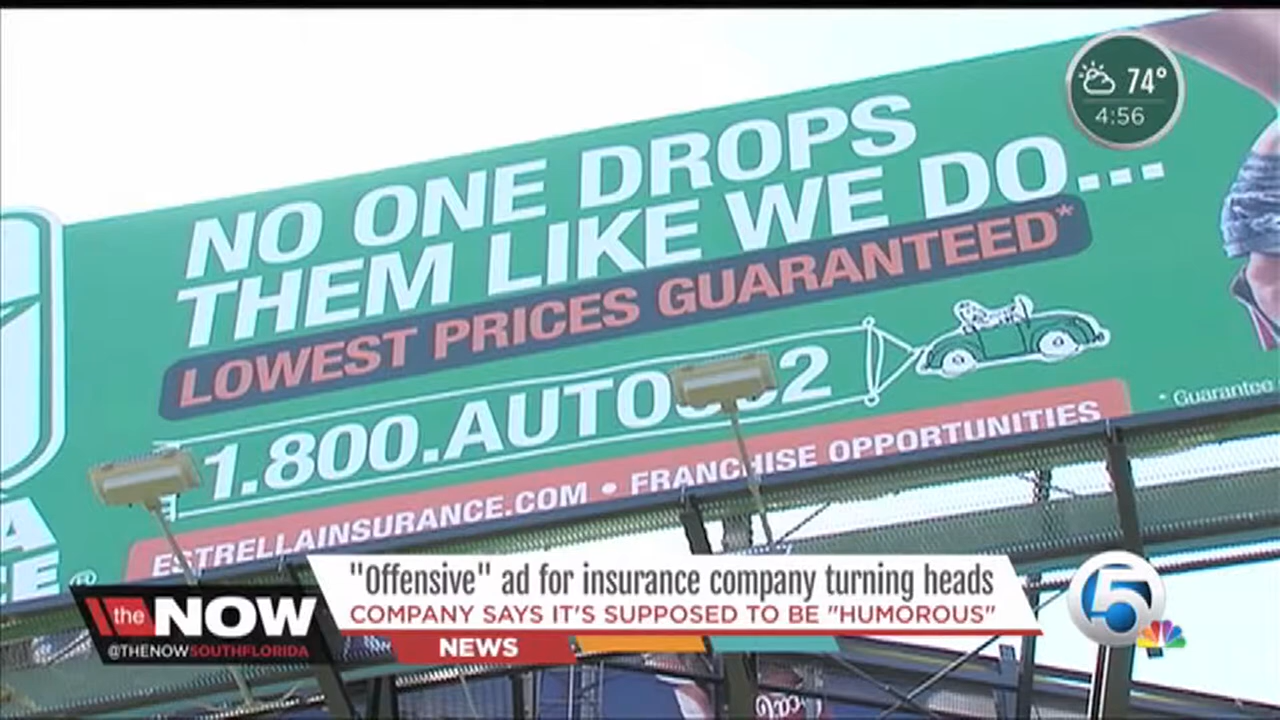 74°
4:56
NO ONE DROPS
THEM LIKE WE DO...
LOWEST PRICES GUARANTEED*
1.800.AUTO 2
* Guarantee
ESTRELLAINSURANCE.COM • FRANCHISE OPPORTUNITIES
A
E®
"Offensive" ad for insurance company turning heads
COMPANY SAYS IT'S SUPPOSED TO BE "HUMOROUS"
the NOW
@THENOWSOUTHFLORIDA
NEWS
5